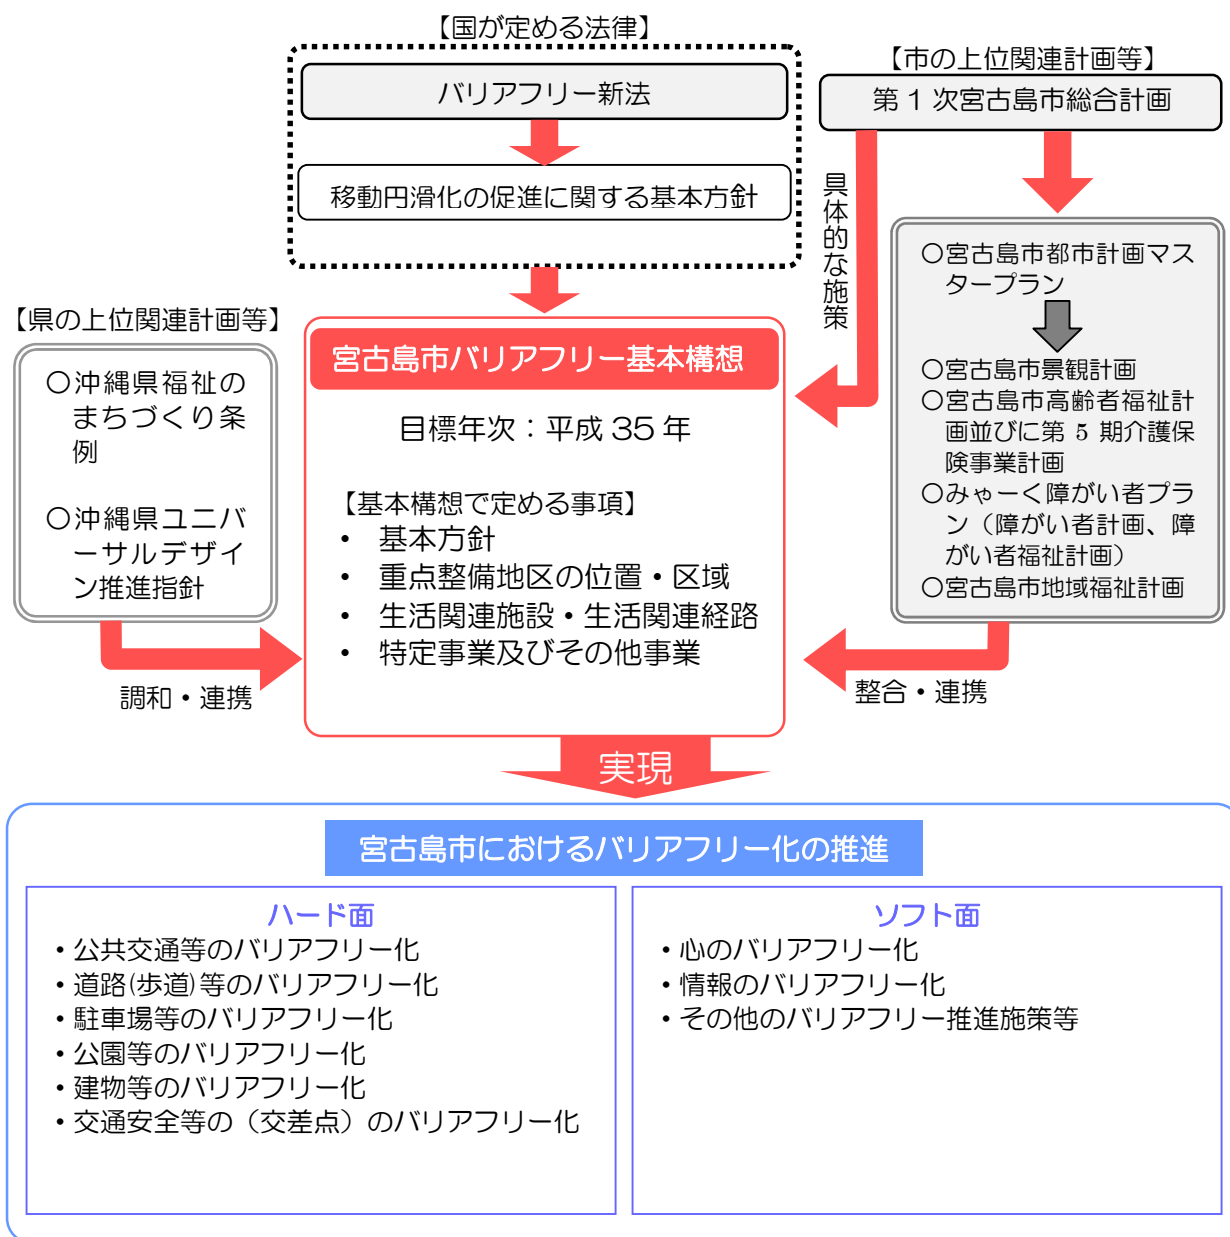 【国が定める法律】
バリアフリー新法
移動円滑化の促進に関する基本方針
【市の上位関連計画等】
第１次宮古島市総合計画
具体的な施策
○宮古島市都市計画マス
タープラン
○宮古島市景観計画
○宮古島市高齢者福祉計
画並びに第 5 期介護保
険事業計画
○みゃーく障がい者プラ
ン（障がい者計画、障
がい者福祉計画）
○宮古島市地域福祉計画
整合・連携
【県の上位関連計画等】
○沖縄県福祉の
まちづくり条
例
○沖縄県ユニバ
ーサルデザイ
ン推進指針
調和・連携
宮古島市バリアフリー基本構想
目標年次：平成 35 年
【基本構想で定める事項】
・ 基本方針
・ 重点整備地区の位置・区域
・ 生活関連施設・生活関連経路
・ 特定事業及びその他事業
実現
宮古島市におけるバリアフリー化の推進
ハード面
・公共交通等のバリアフリー化
・道路(歩道)等のバリアフリー化
・駐車場等のバリアフリー化
・公園等のバリアフリー化
・建物等のバリアフリー化
・交通安全等の（交差点）のバリアフリー化
ソフト面
・心のバリアフリー化
・情報のバリアフリー化
・その他のバリアフリー推進施策等